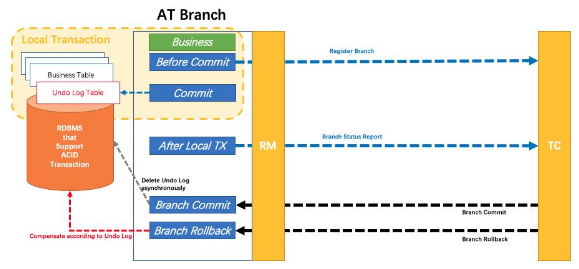 AT Branch
Local Transaction
Business
Before Commit
Register Branch
Business Table
Undo Log Table
Commit
RDBMS
that
Support
ACID
Transaction
After Local TX
RM
Branch Status Report
TC
Delete Undo Log
asynchronously
Branch Commit
Branch Commit
Branch Rollback
Branch Rollback
Compensate according to Undo Log